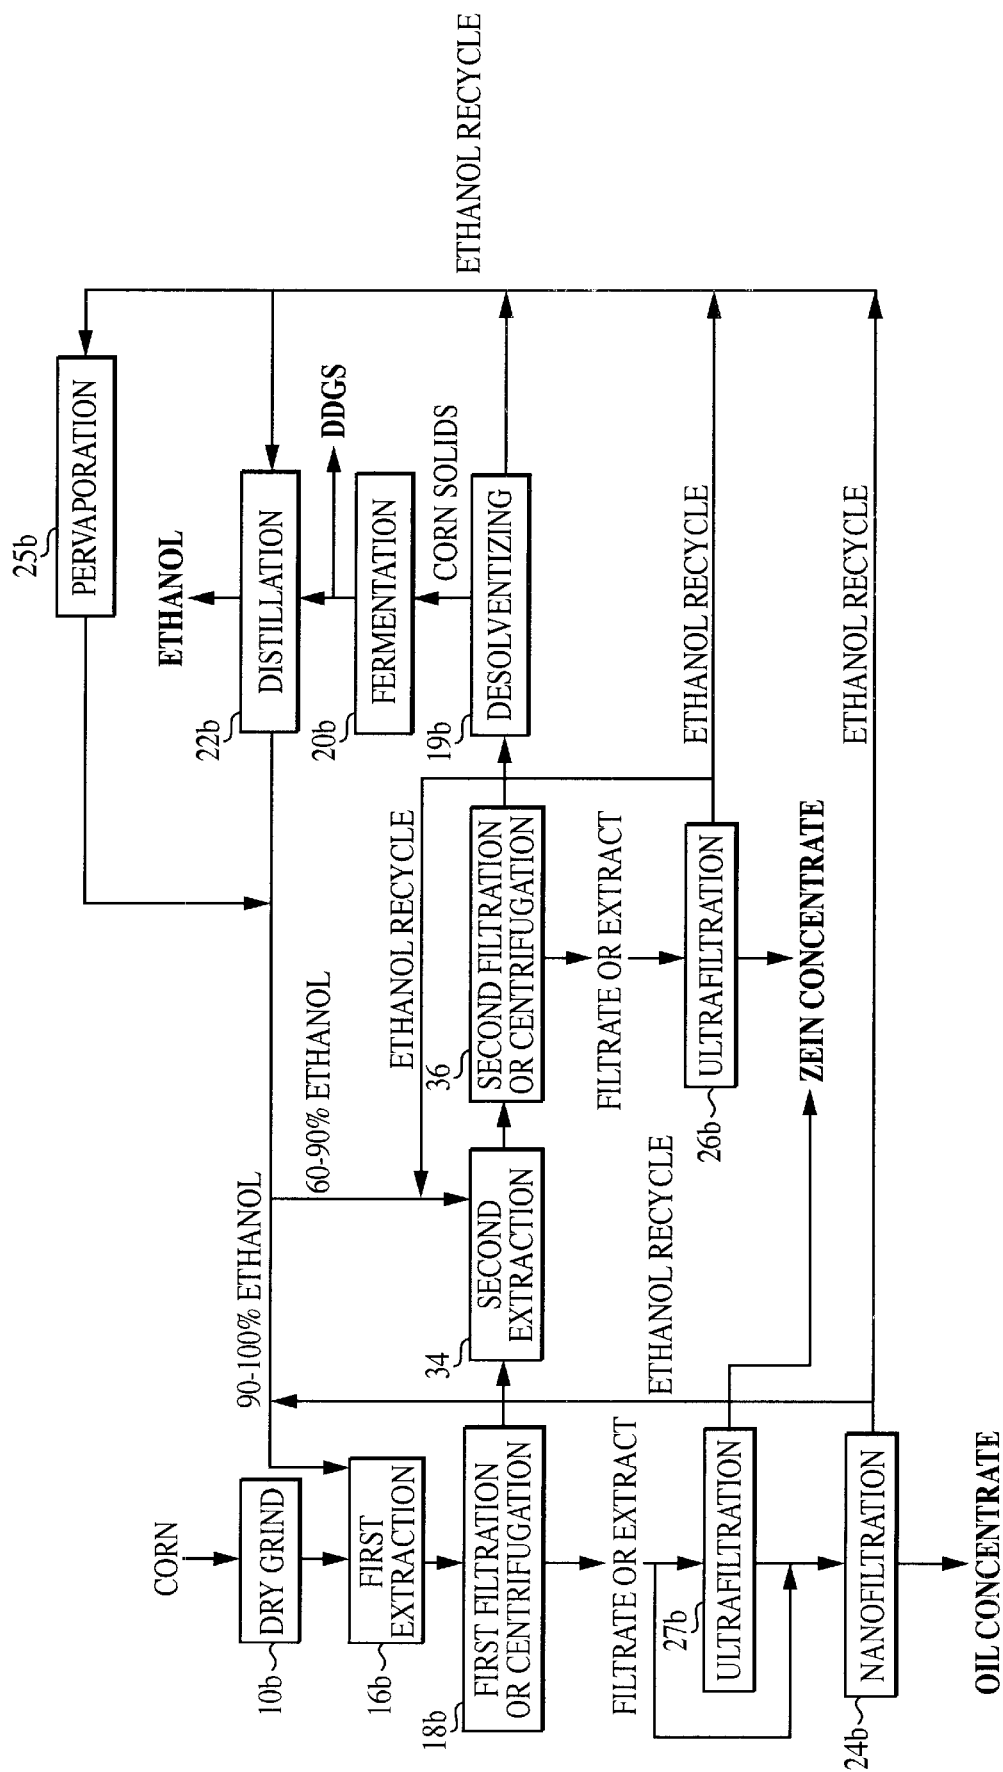 CORN
DRY GRIND
10b
FIRST
EXTRACTION
16b
FIRST FILTRATION
OR CENTRIFUGATION
18b
FILTRATE OR EXTRACT
ULTRAFILTRATION
27b
NANOFILTRATION
24b
OIL CONCENTRATE
90-100% ETHANOL
60-90% ETHANOL
SECOND
EXTRACTION
34
ETHANOL RECYCLE
ETHANOL RECYCLE
SECOND FILTRATION
OR CENTRIFUGATION
36
FILTRATE OR EXTRACT
ULTRAFILTRATION
26b
ZEIN CONCENTRATE
PERVAPORATION
25b
ETHANOL
DISTILLATION
22b
DDGS
FERMENTATION
20b
CORN SOLIDS
DESOLVENTIZING
19b
ETHANOL RECYCLE
ETHANOL RECYCLE
ETHANOL RECYCLE